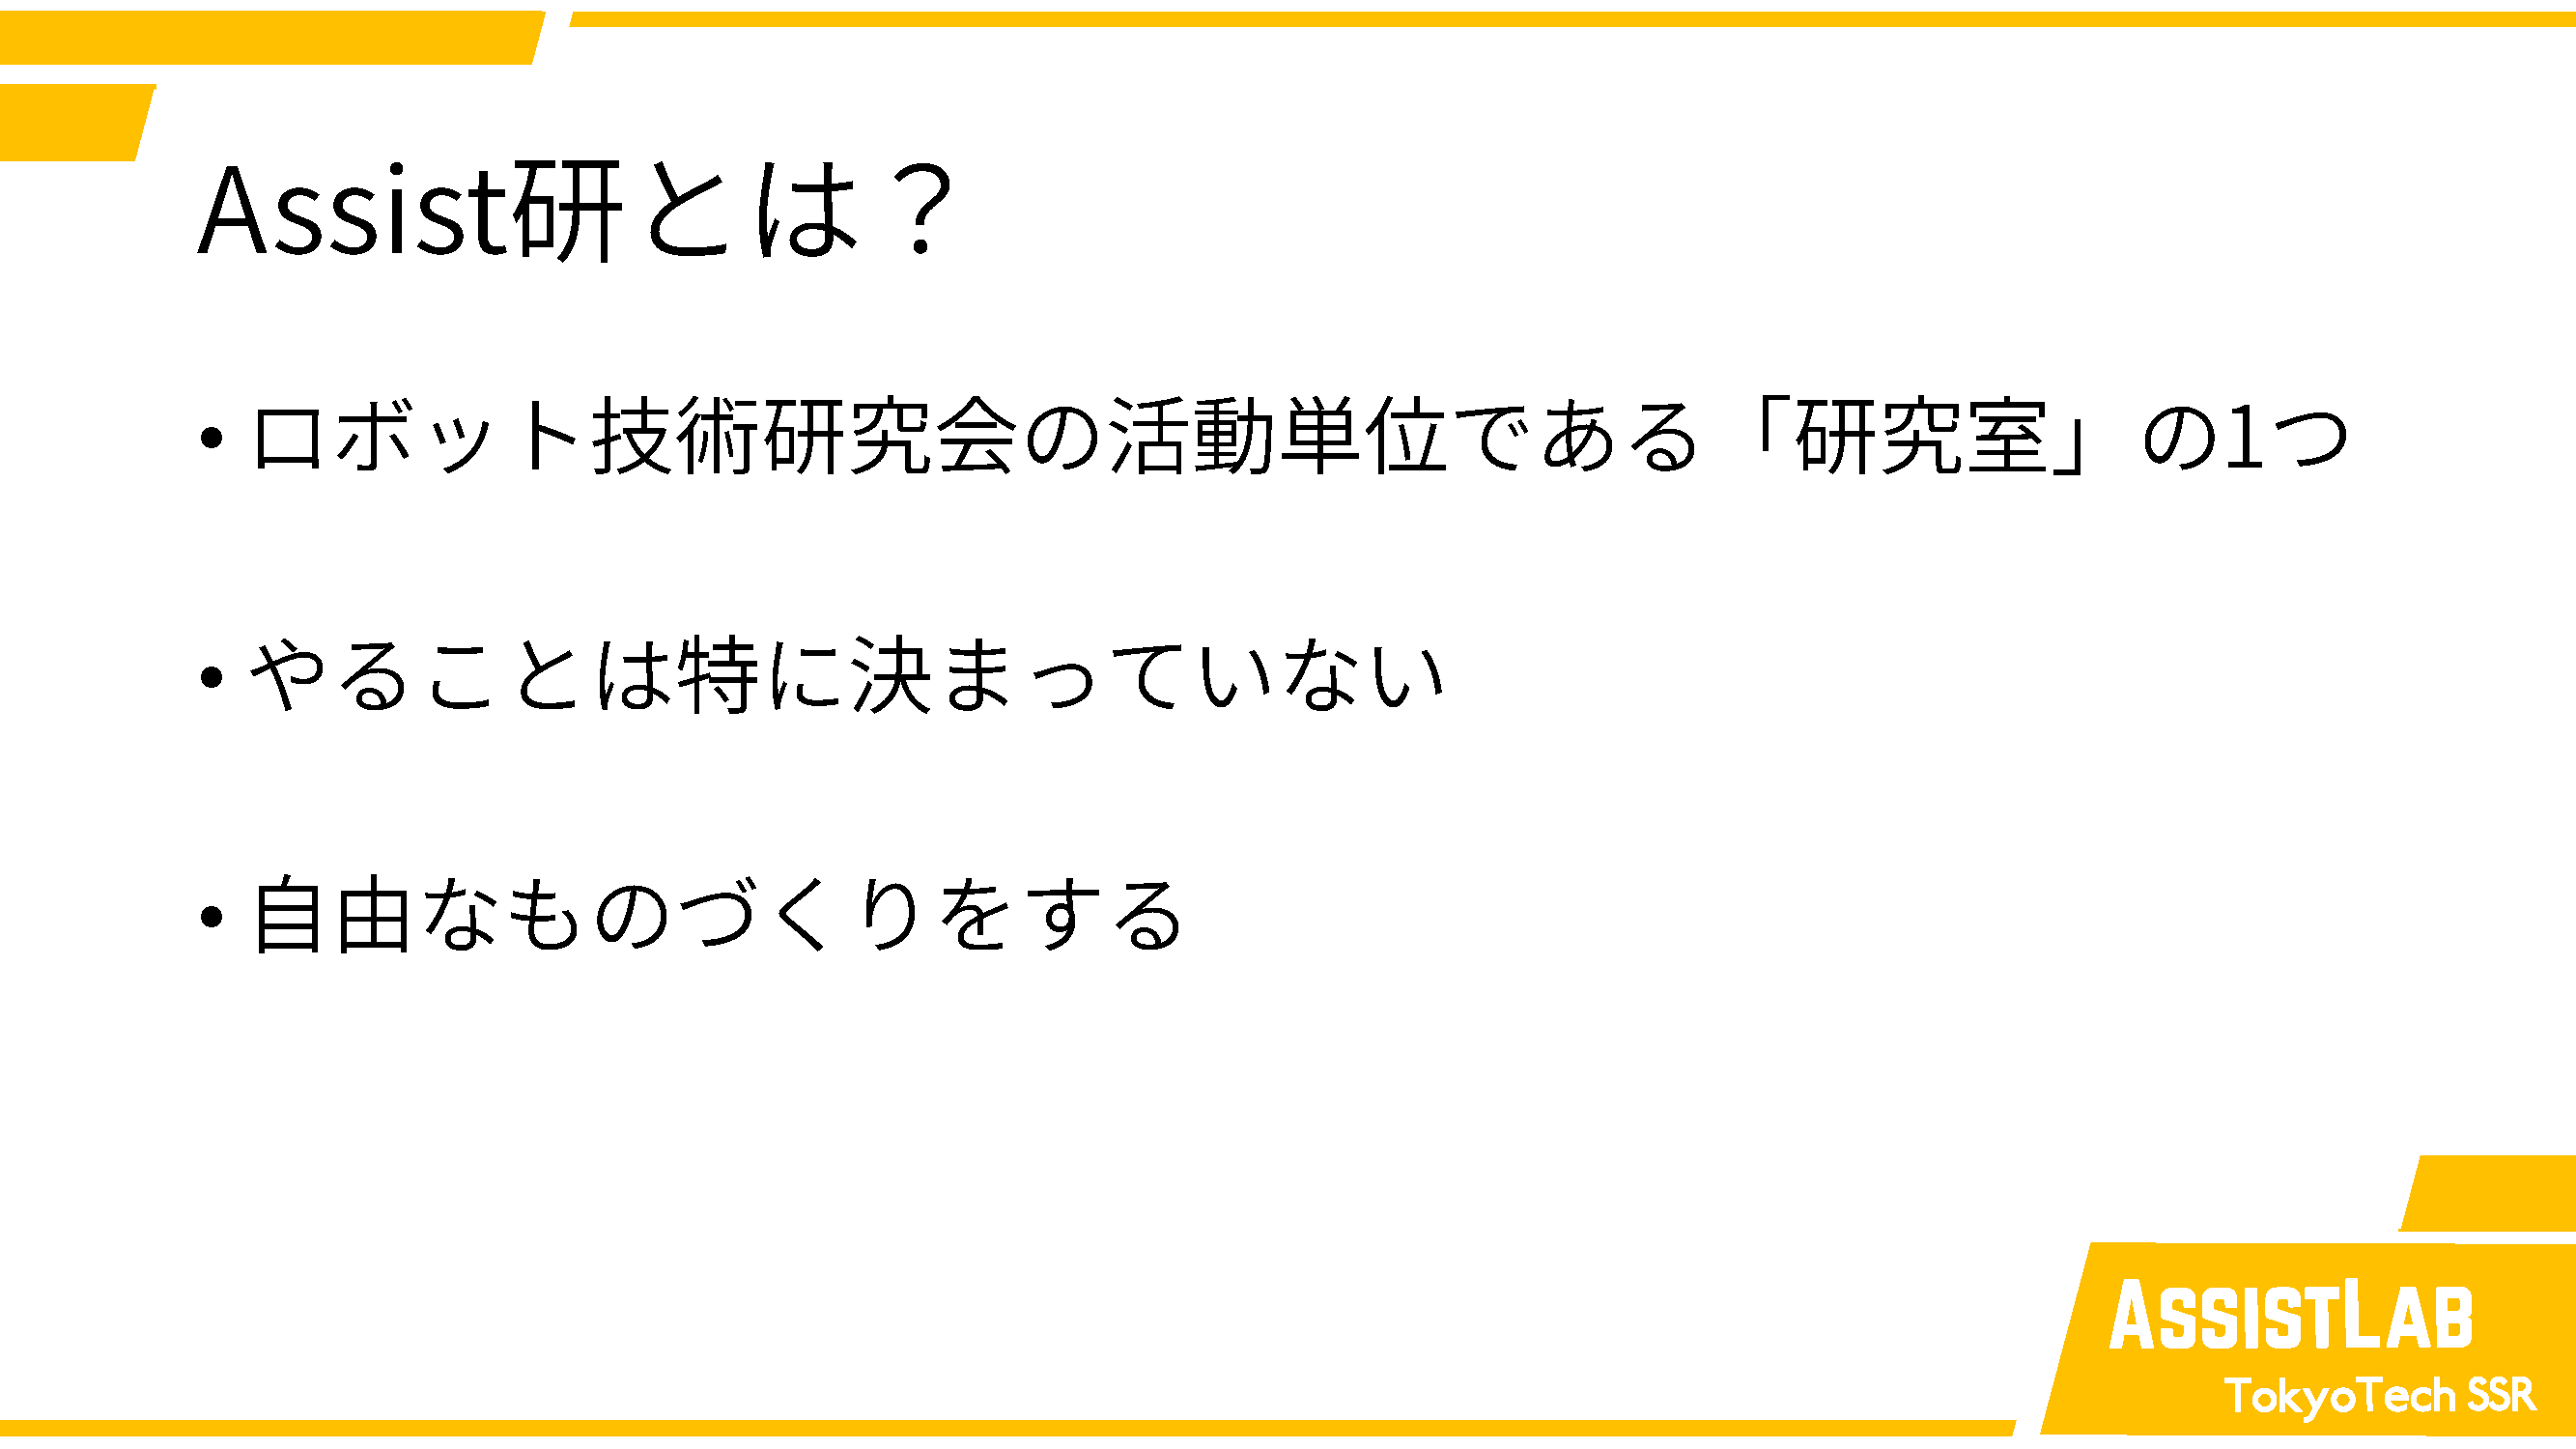 Assist研とは？
• ロボット技術研究会の活動単位である「研究室」の1つ
• やることは特に決まっていない
• 自由なものづくりをする
ASSISTLAB
TokyoTech SSR